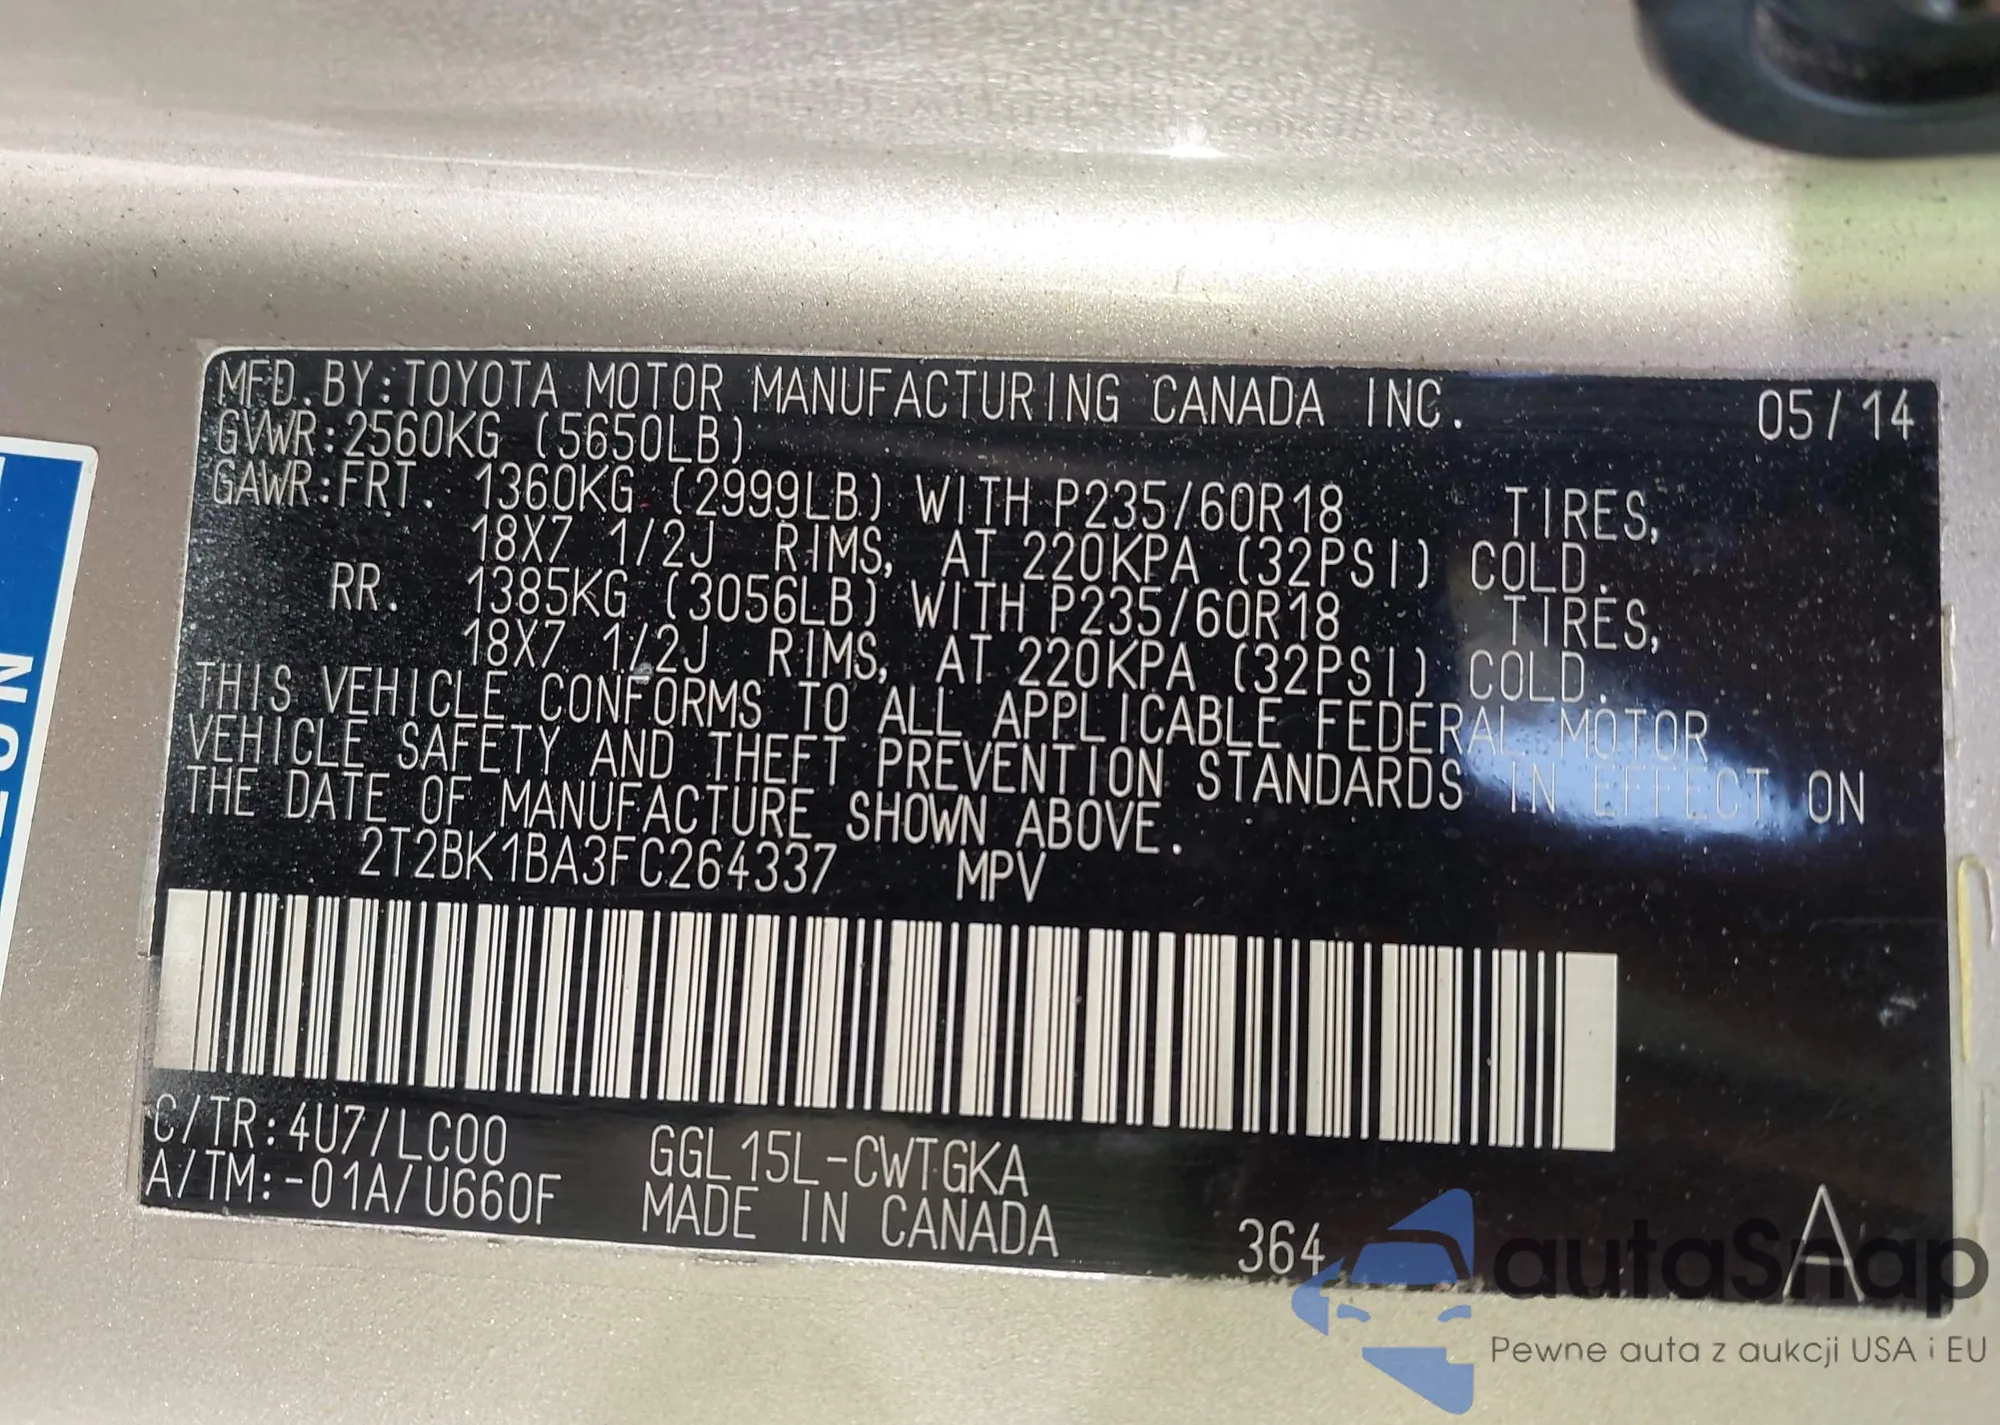 MFD.BY:TOYOTA MOTOR MANUFACTURING CANADA INC. 05/14
GVWR:2560KG (5650LB)
GAWR:FRT. 1360KG (2999LB) WITH P235/60R18 TIRES,
18X7 1/2J RIMS, AT 220KPA (32PSI) COLD.
RR. 1385KG (3056LB) WITH P235/60R18 TIRES,
18X7 1/2J RIMS, AT 220KPA (32PSI) COLD.
THIS VEHICLE CONFORMS TO ALL APPLICABLE FEDERAL MOTOR
VEHICLE SAFETY AND THEFT PREVENTION STANDARDS IN EFFECT ON
THE DATE OF MANUFACTURE SHOWN ABOVE.
2T2BK1BA3FC264337 MPV
C/TR:4U7/LC00 GGL15L-CWTGKA
A/TM:-01A/U660F MADE IN CANADA 364 A
autaSnap
Pewne auta z aukcji USA i EU